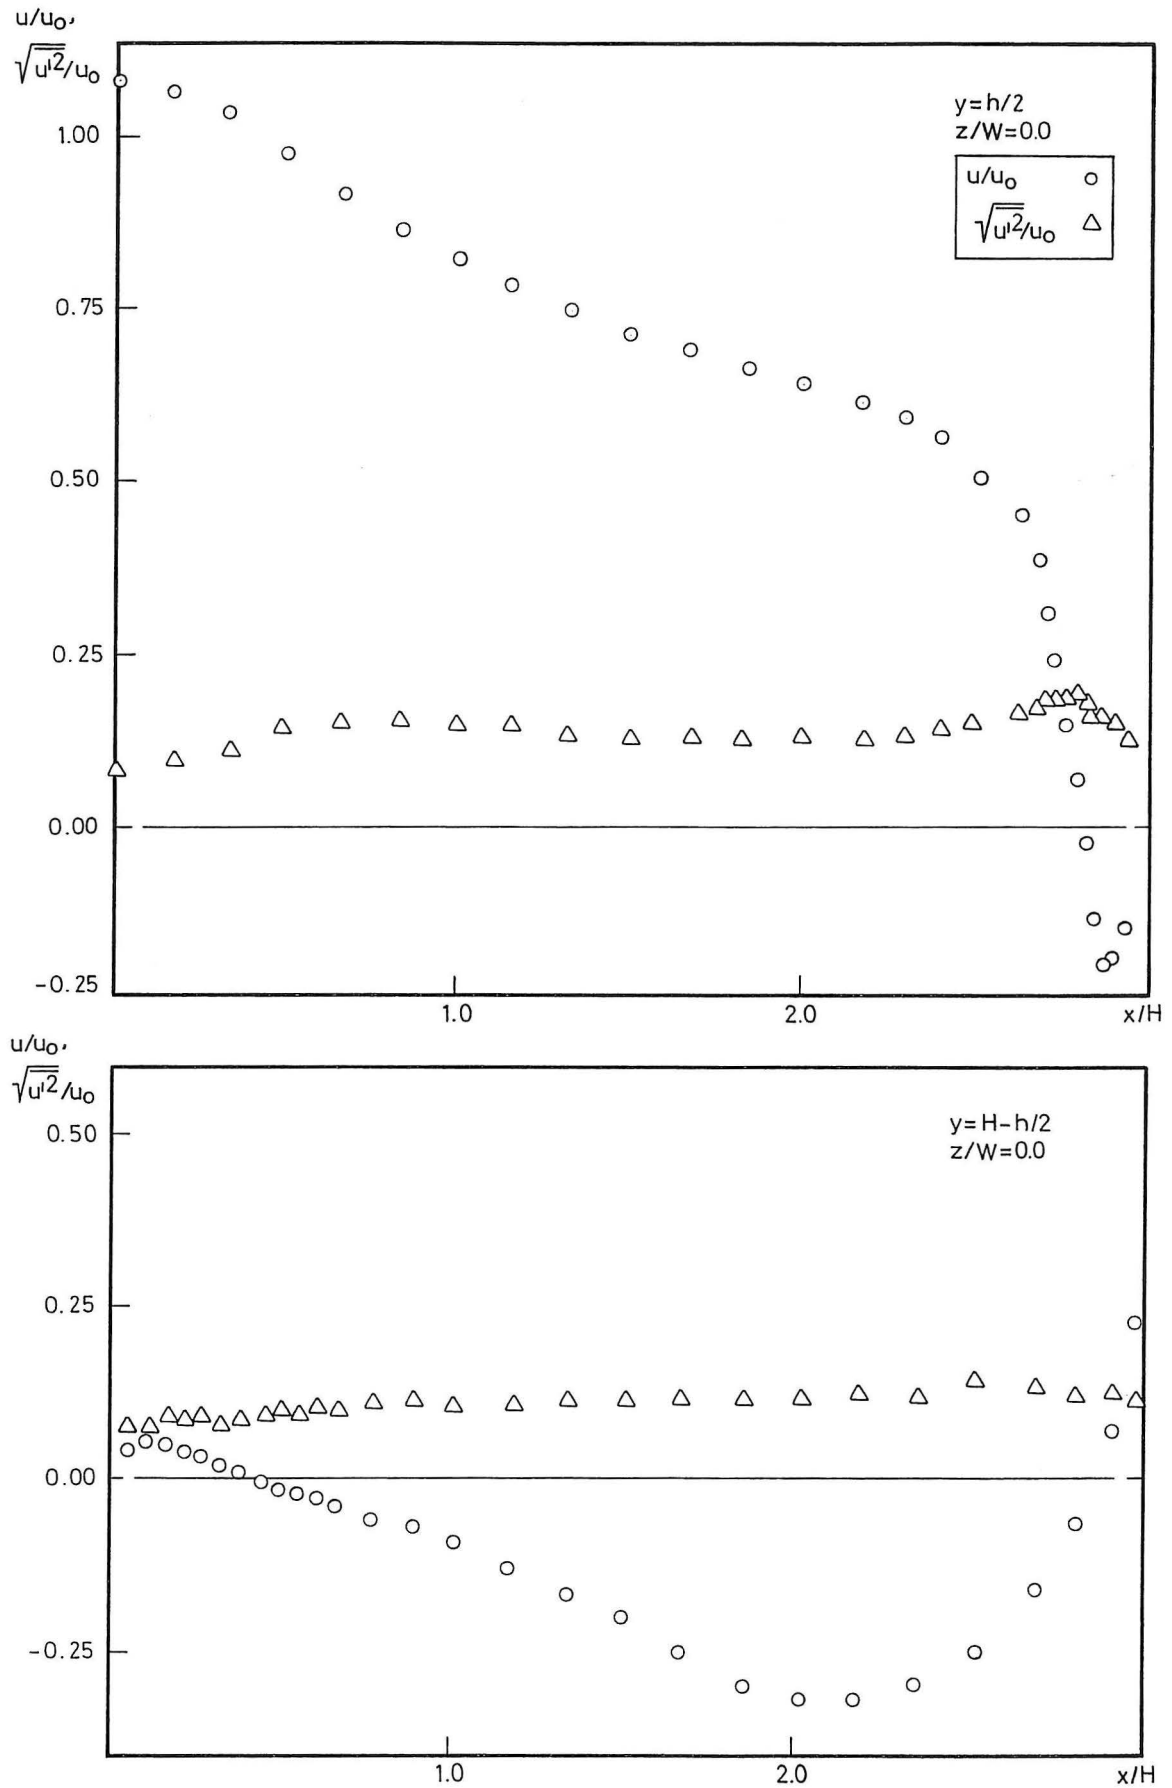 u/u₀,
√u'²/u₀
y=h/2
z/W=0.0
u/u₀ ○
√u'²/u₀ △
1.00
0.75
0.50
0.25
0.00
-0.25
1.0 2.0 x/H
u/u₀,
√u'²/u₀
y=H-h/2
z/W=0.0
0.50
0.25
0.00
-0.25
1.0 2.0 x/H